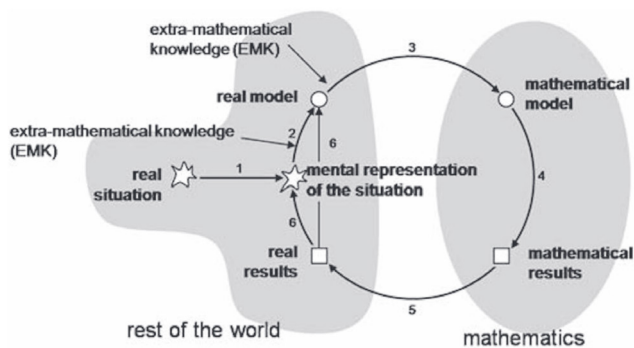 extra-mathematical
knowledge (EMK)
3
real model
mathematical
model
extra-mathematical knowledge
(EMK)
2
6
real
situation
1
mental representation
of the situation
4
6
real
results
mathematical
results
5
rest of the world
mathematics